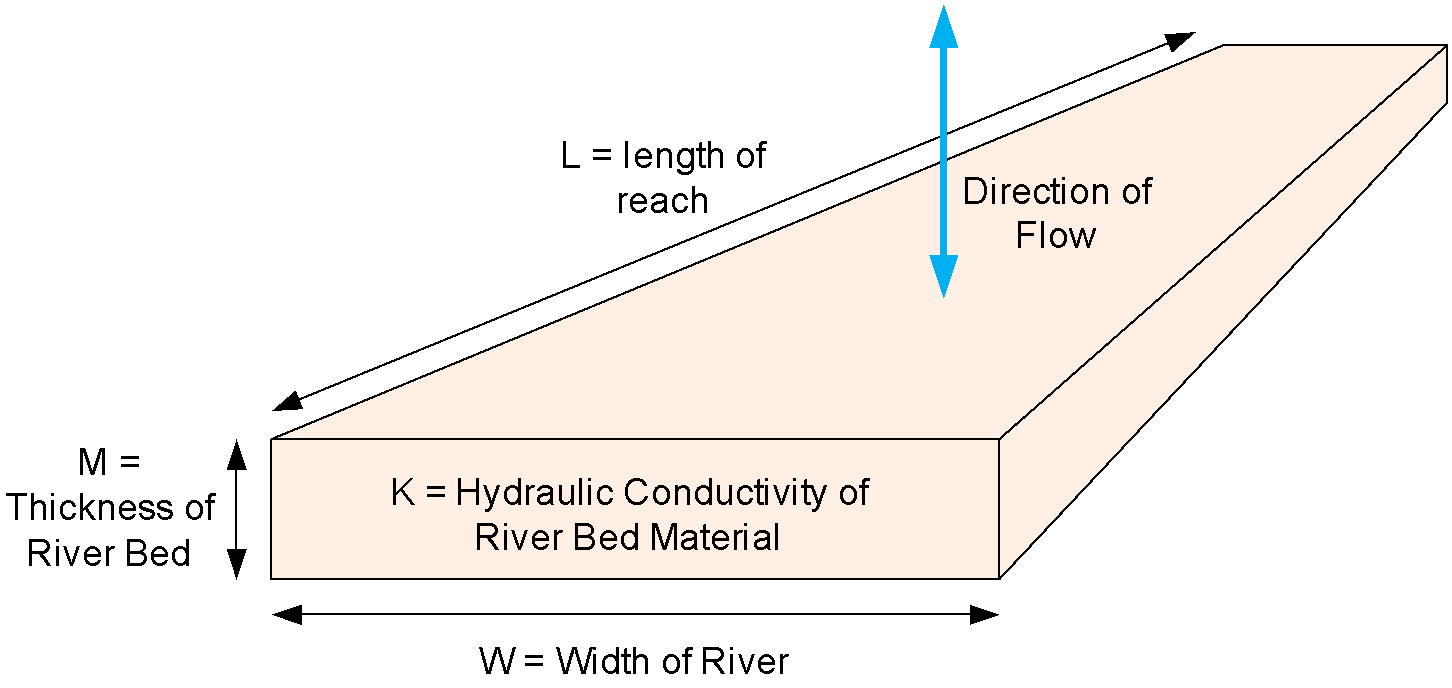 L = length of
reach
Direction of
Flow
M =
Thickness of
River Bed
K = Hydraulic Conductivity of
River Bed Material
W = Width of River